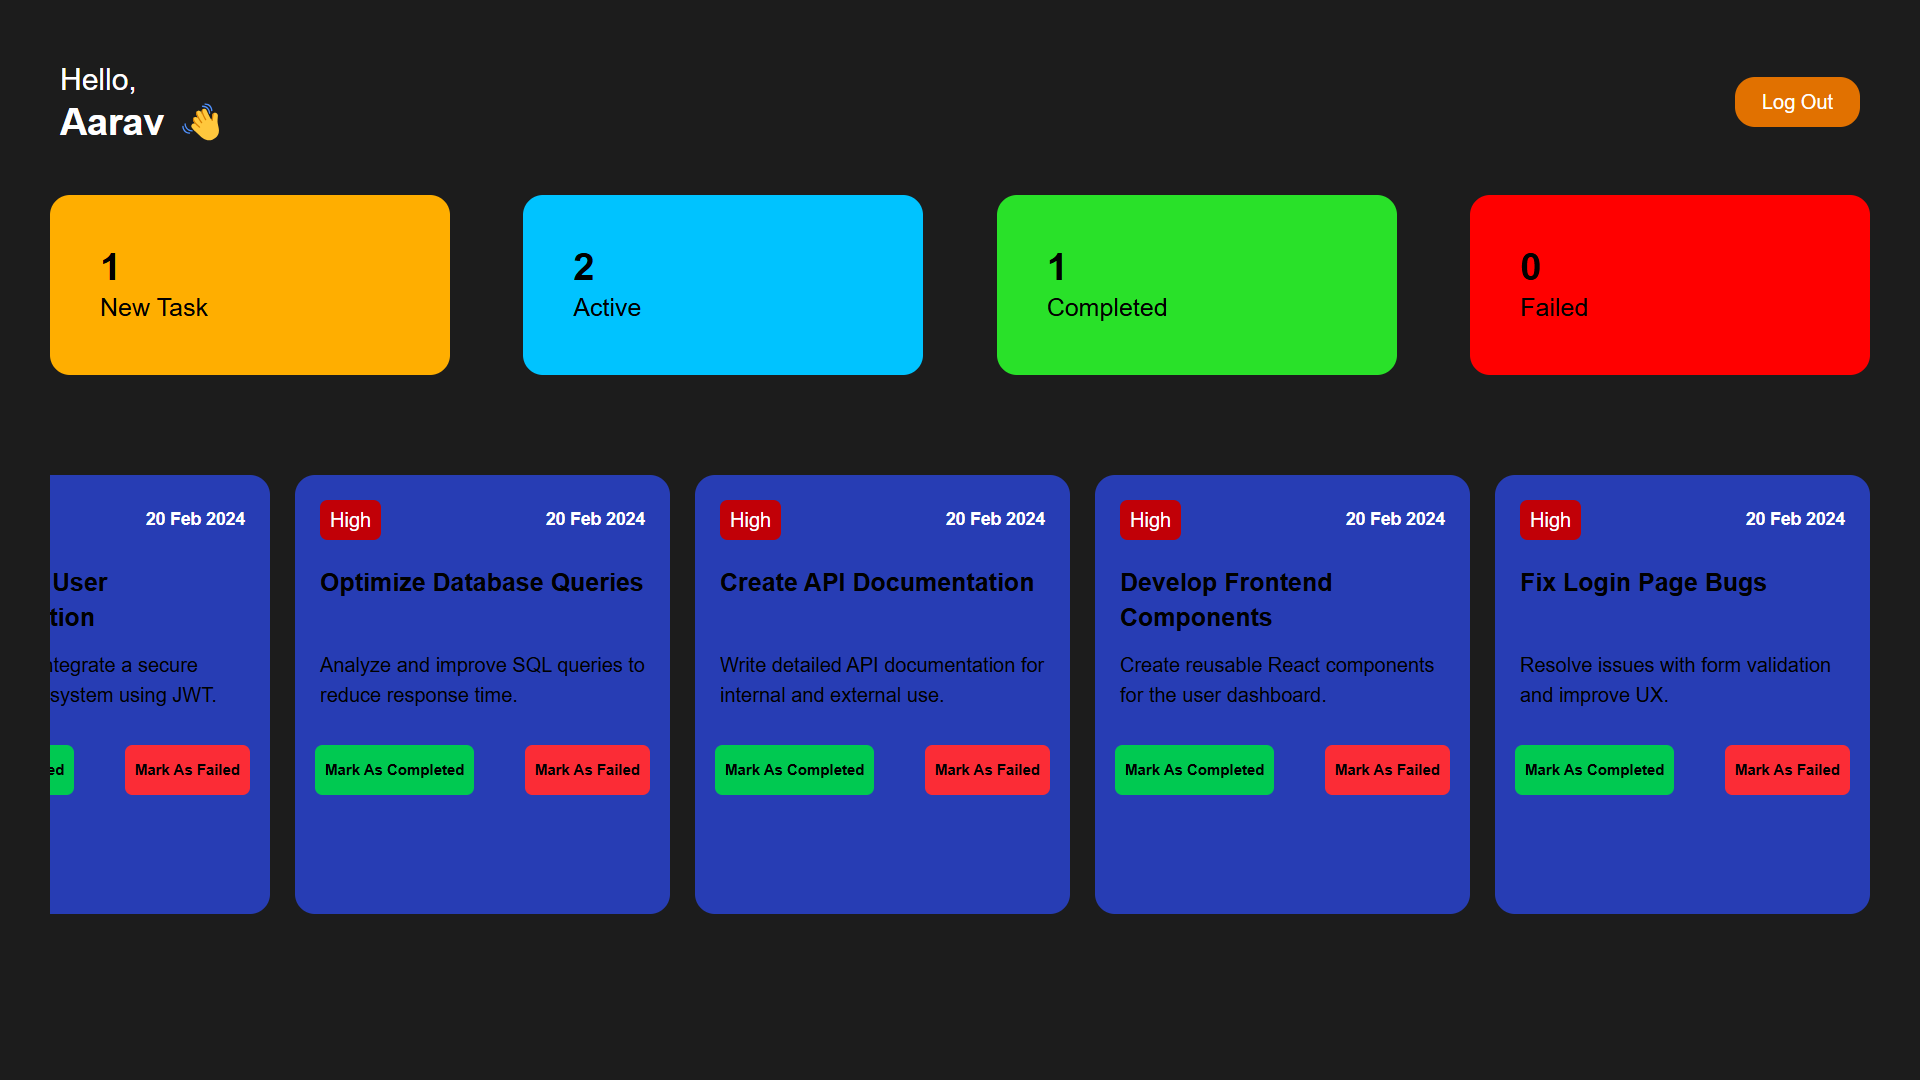 Hello,
Aarav 👋
Log Out
1
New Task
2
Active
1
Completed
0
Failed
20 Feb 2024
User
a secure
system using JWT.
Mark As Failed
High
20 Feb 2024
Optimize Database Queries
Analyze and improve SQL queries to
reduce response time.
Mark As Completed
Mark As Failed
High
20 Feb 2024
Create API Documentation
Write detailed API documentation for
internal and external use.
Mark As Completed
Mark As Failed
High
20 Feb 2024
Develop Frontend
Components
Create reusable React components
for the user dashboard.
Mark As Completed
Mark As Failed
High
20 Feb 2024
Fix Login Page Bugs
Resolve issues with form validation
and improve UX.
Mark As Completed
Mark As Failed